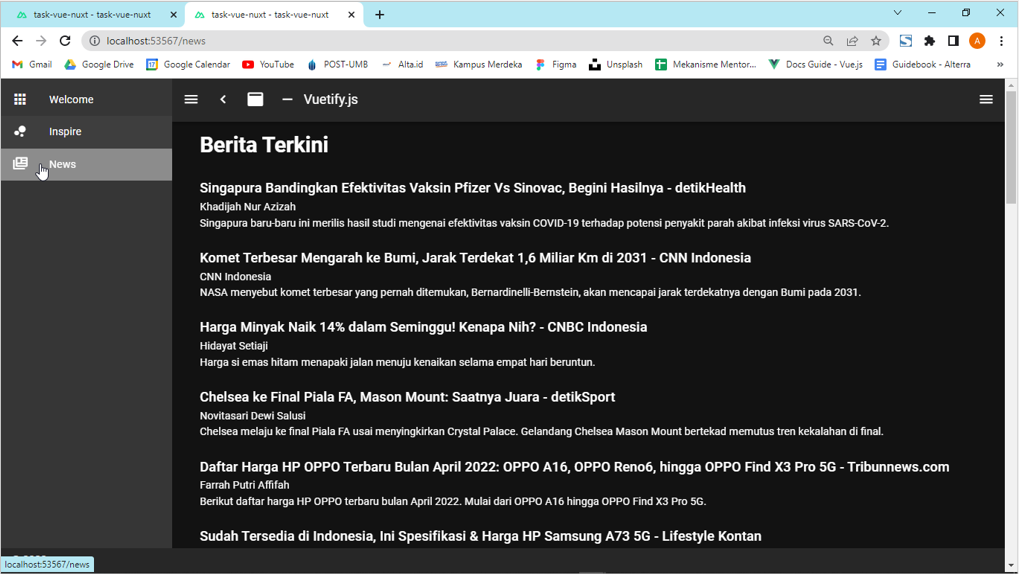 task-vue-nuxt - task-vue-nuxt
task-vue-nuxt - task-vue-nuxt
localhost:53567/news
A
Gmail
Google Drive
17
Google Calendar
YouTube
POST-UMB
Alta.id
Kampus Merdeka
Figma
Unsplash
Mekanisme Mentor...
Docs Guide - Vue.js
Guidebook - Alterra
»
Welcome
Inspire
News
Vuetify.js
Berita Terkini
Singapura Bandingkan Efektivitas Vaksin Pfizer Vs Sinovac, Begini Hasilnya - detikHealth
Khadijah Nur Azizah
Singapura baru-baru ini merilis hasil studi mengenai efektivitas vaksin COVID-19 terhadap potensi penyakit parah akibat infeksi virus SARS-CoV-2.
Komet Terbesar Mengarah ke Bumi, Jarak Terdekat 1,6 Miliar Km di 2031 - CNN Indonesia
CNN Indonesia
NASA menyebut komet terbesar yang pernah ditemukan, Bernardinelli-Bernstein, akan mencapai jarak terdekatnya dengan Bumi pada 2031.
Harga Minyak Naik 14% dalam Seminggu! Kenapa Nih? - CNBC Indonesia
Hidayat Setiaji
Harga si emas hitam menapaki jalan menuju kenaikan selama empat hari beruntun.
Chelsea ke Final Piala FA, Mason Mount: Saatnya Juara - detikSport
Novitasari Dewi Salusi
Chelsea melaju ke final Piala FA usai menyingkirkan Crystal Palace. Gelandang Chelsea Mason Mount bertekad memutus tren kekalahan di final.
Daftar Harga HP OPPO Terbaru Bulan April 2022: OPPO A16, OPPO Reno6, hingga OPPO Find X3 Pro 5G - Tribunnews.com
Farrah Putri Affifah
Berikut daftar harga HP OPPO terbaru bulan April 2022. Mulai dari OPPO A16 hingga OPPO Find X3 Pro 5G.
Sudah Tersedia di Indonesia, Ini Spesifikasi & Harga HP Samsung A73 5G - Lifestyle Kontan
localhost:53567/news